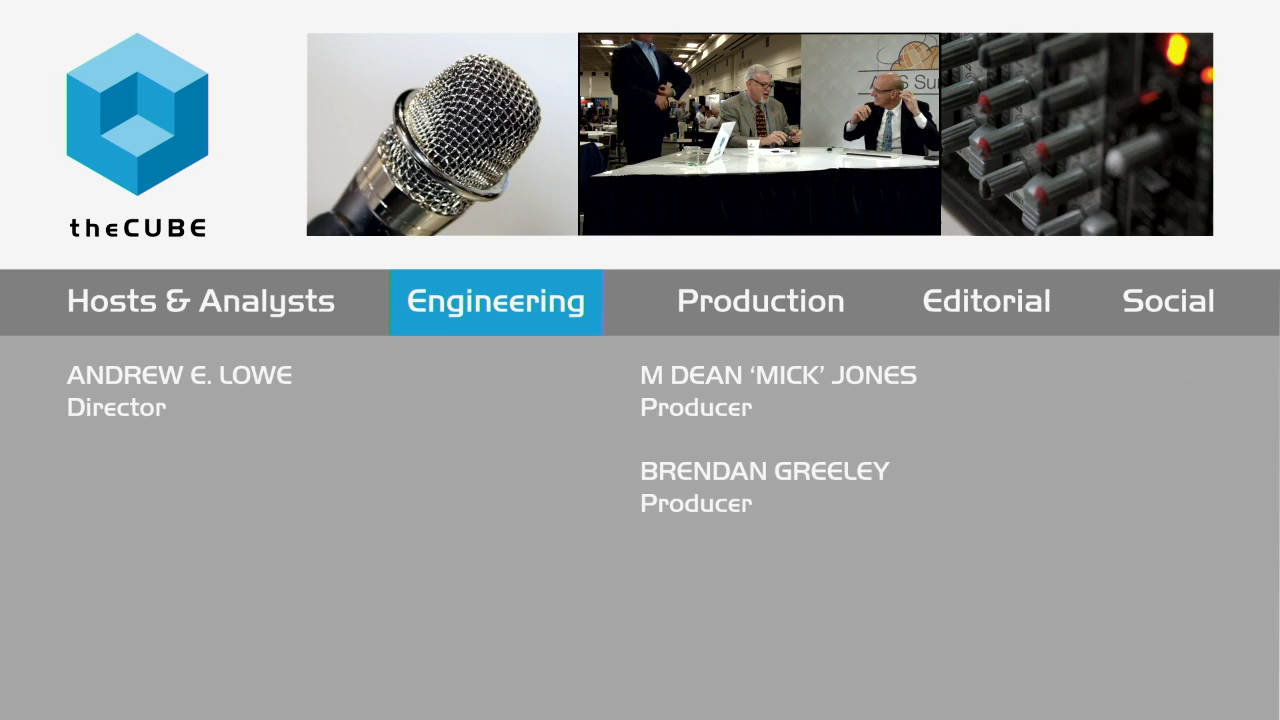 theCUBE
Hosts & Analysts
Engineering
Production
Editorial
Social
ANDREW E. LOWE
Director
M DEAN ‘MICK’ JONES
Producer
BRENDAN GREELEY
Producer